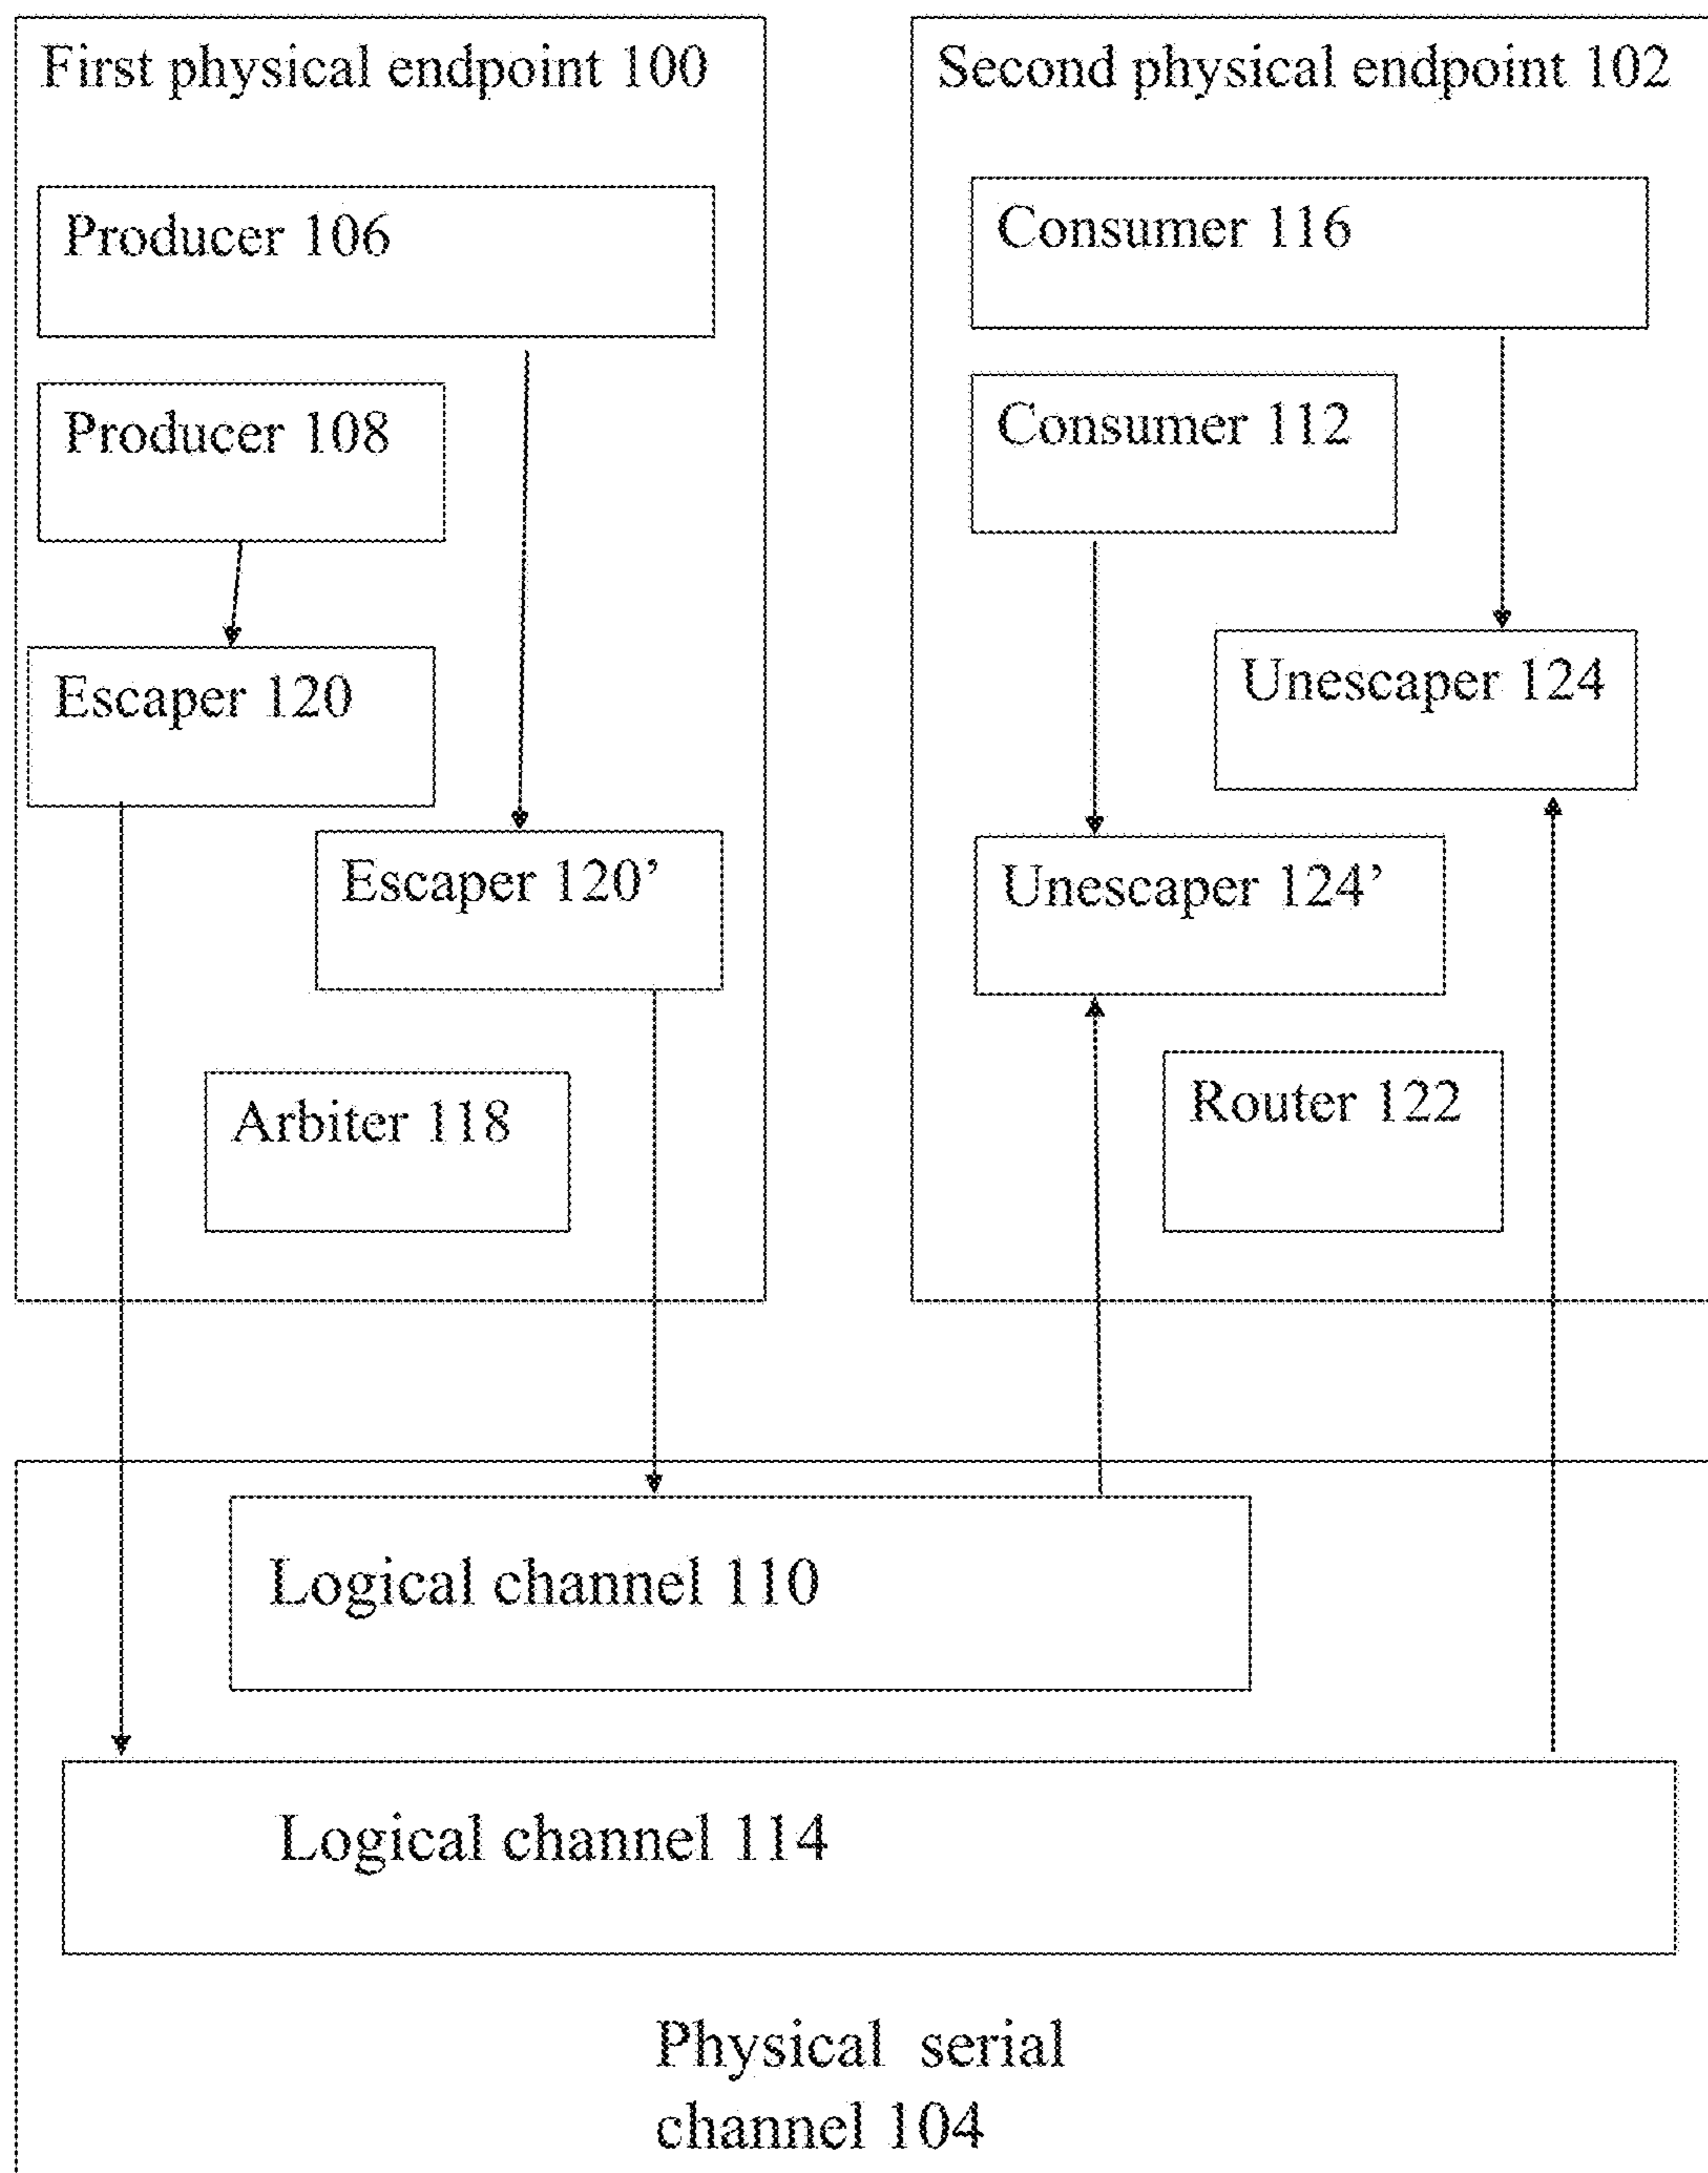 First physical endpoint 100
Producer 106
Producer 108
Escaper 120
Escaper 120’
Arbiter 118
Second physical endpoint 102
Consumer 116
Consumer 112
Unescaper 124
Unescaper 124’
Router 122
Logical channel 110
Logical channel 114
Physical serial
channel 104